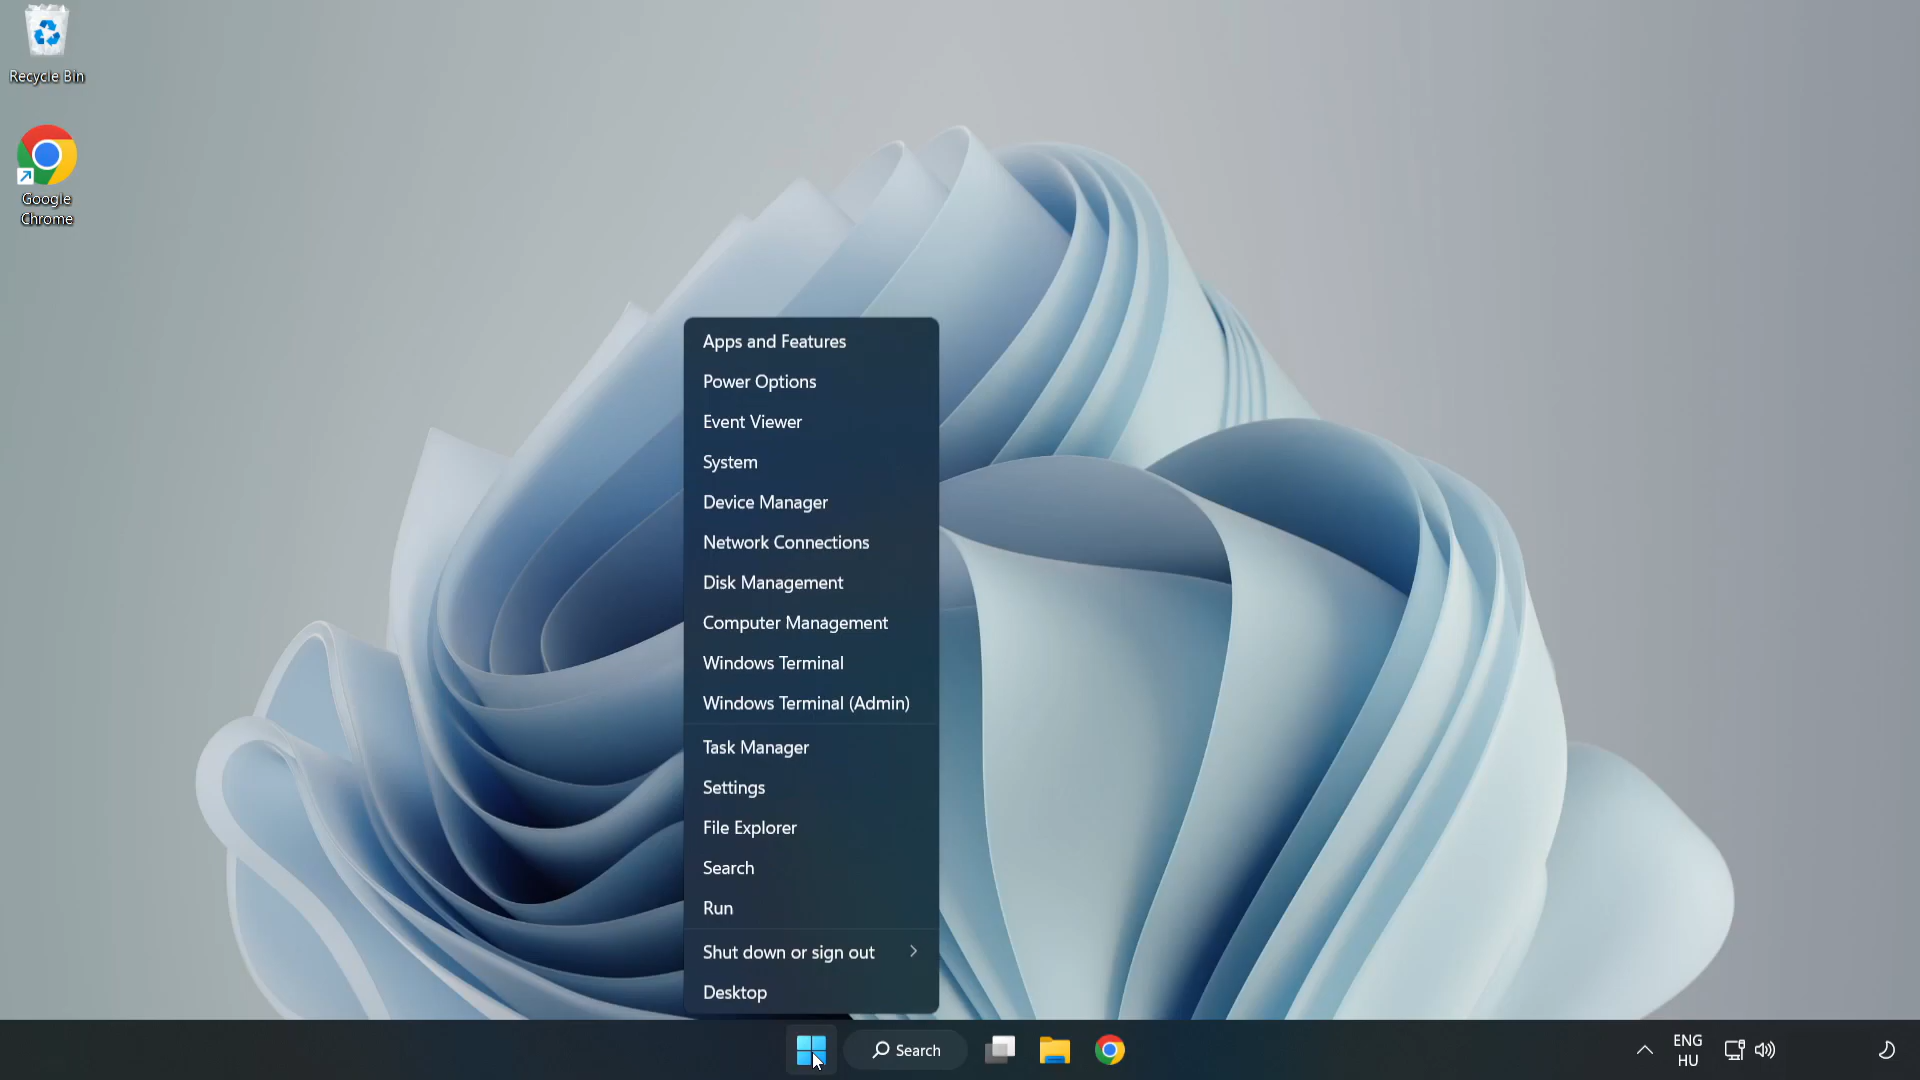 Recycle Bin
Google
Chrome
Apps and Features
Power Options
Event Viewer
System
Device Manager
Network Connections
Disk Management
Computer Management
Windows Terminal
Windows Terminal (Admin)
Task Manager
Settings
File Explorer
Search
Run
Shut down or sign out
Desktop
Search
ENG
HU